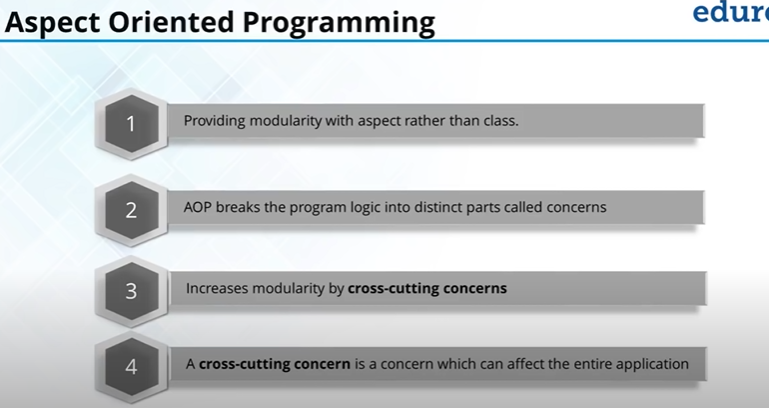 Aspect Oriented Programming
1
Providing modularity with aspect rather than class.
2
AOP breaks the program logic into distinct parts called concerns
3
Increases modularity by cross-cutting concerns
4
A cross-cutting concern is a concern which can affect the entire application